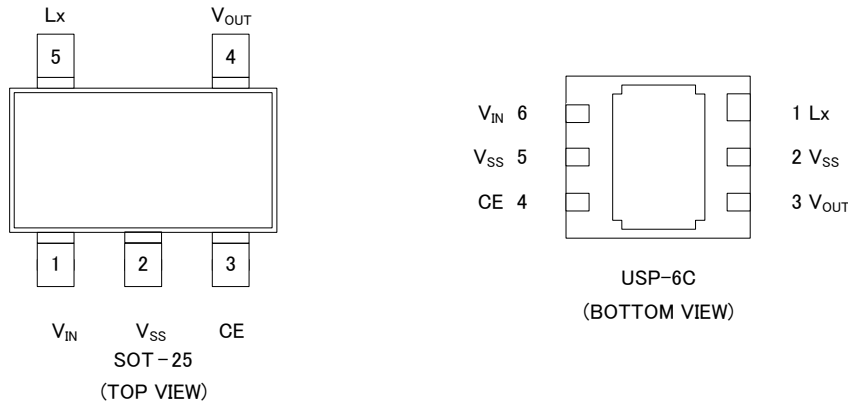 Lx VOUT
5 4
1 2 3
VIN VSS CE
SOT-25
(TOP VIEW)
VIN 6 1 Lx
VSS 5 2 VSS
CE 4 3 VOUT
USP-6C
(BOTTOM VIEW)